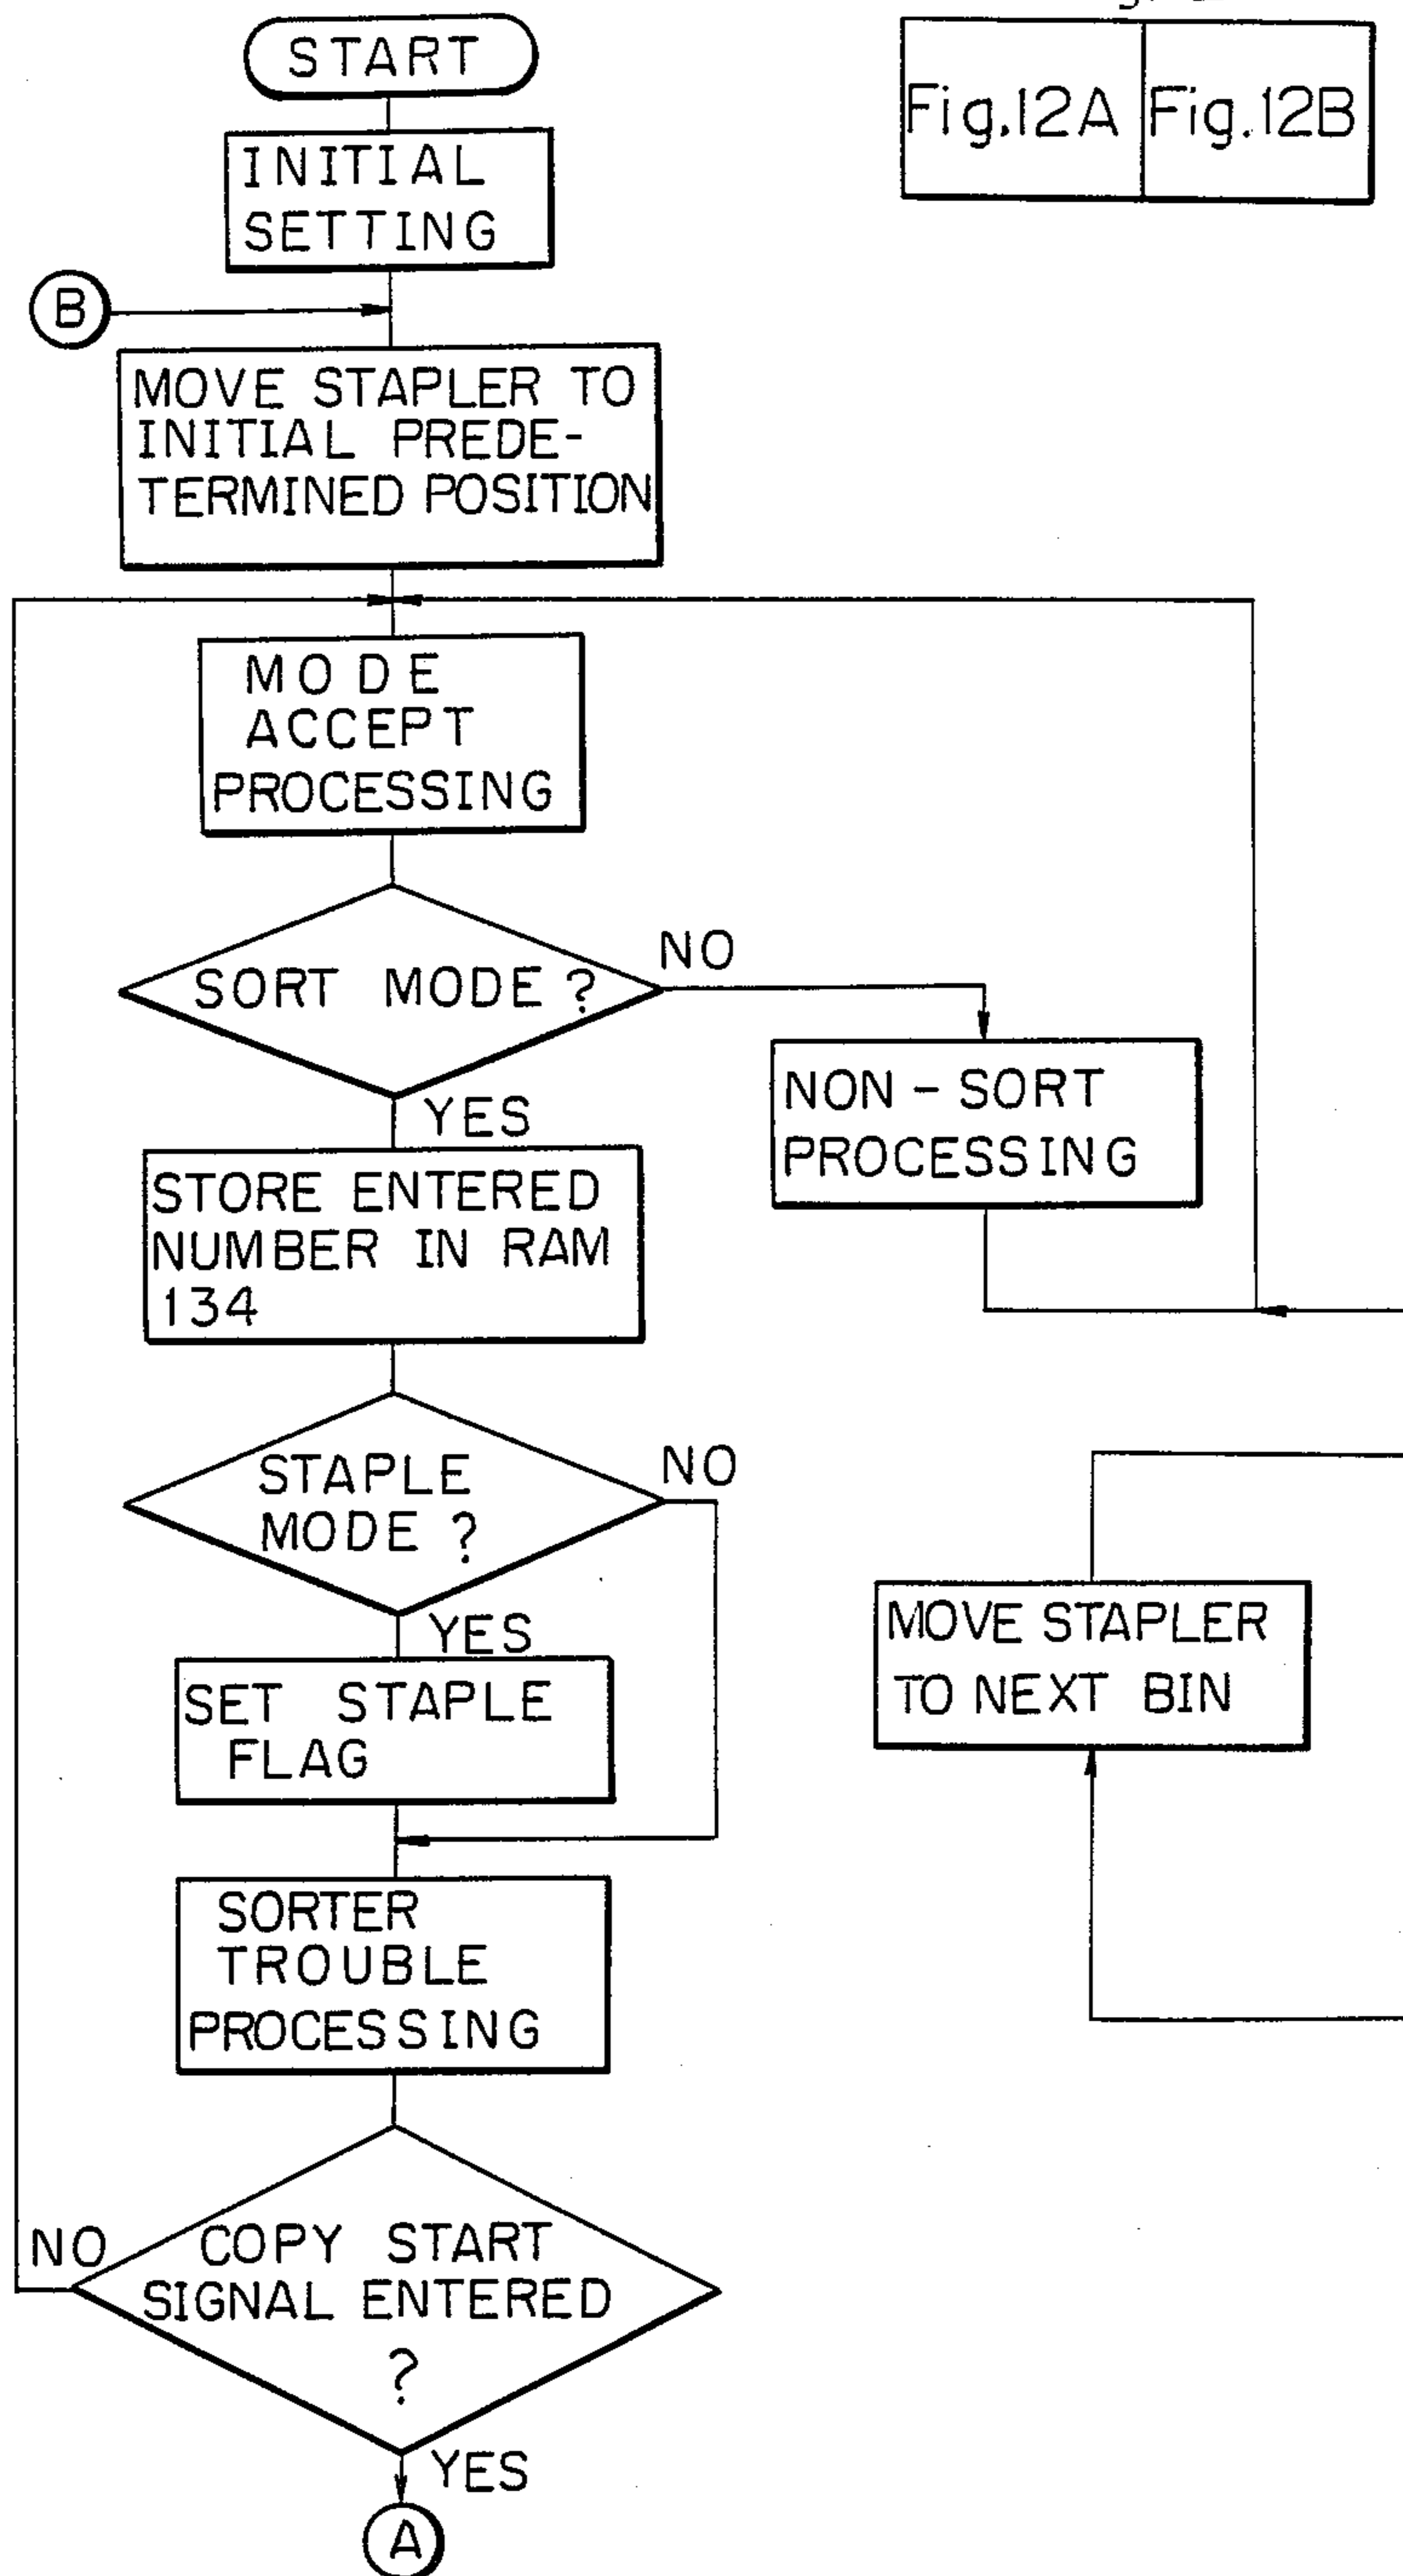 START
Fig.12A
Fig.12B
INITIAL
SETTING
B
MOVE STAPLER TO
INITIAL PREDE-
TERMINED POSITION
MODE
ACCEPT
PROCESSING
SORT MODE ?
NO
NON-SORT
PROCESSING
YES
STORE ENTERED
NUMBER IN RAM
134
STAPLE
MODE ?
NO
YES
SET STAPLE
FLAG
MOVE STAPLER
TO NEXT BIN
SORTER
TROUBLE
PROCESSING
NO
COPY START
SIGNAL ENTERED
?
YES
A